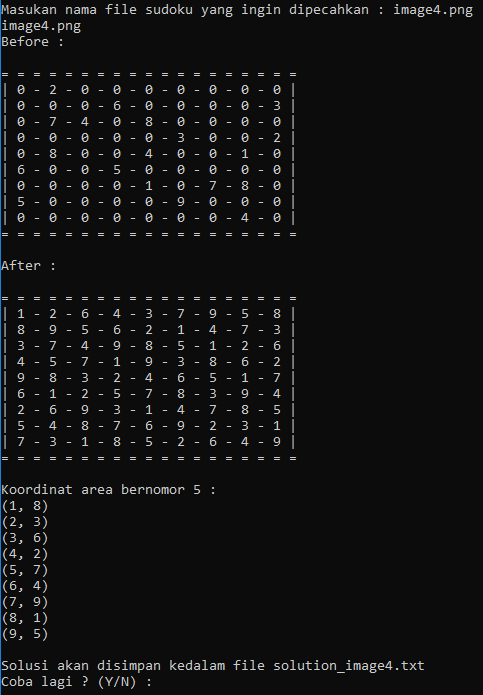 Masukan nama file sudoku yang ingin dipecahkan : image4.png
image4.png
Before :
= = = = = = = = = = = = = = = = = = =
| 0 - 2 - 0 - 0 - 0 - 0 - 0 - 0 - 0 |
| 0 - 0 - 0 - 6 - 0 - 0 - 0 - 0 - 3 |
| 0 - 7 - 4 - 0 - 8 - 0 - 0 - 0 - 0 |
| 0 - 0 - 0 - 0 - 0 - 3 - 0 - 0 - 2 |
| 0 - 8 - 0 - 0 - 4 - 0 - 0 - 1 - 0 |
| 6 - 0 - 0 - 5 - 0 - 0 - 0 - 0 - 0 |
| 0 - 0 - 0 - 0 - 1 - 0 - 7 - 8 - 0 |
| 5 - 0 - 0 - 0 - 0 - 9 - 0 - 0 - 0 |
| 0 - 0 - 0 - 0 - 0 - 0 - 0 - 4 - 0 |
= = = = = = = = = = = = = = = = = = =
After :
= = = = = = = = = = = = = = = = = = =
| 1 - 2 - 6 - 4 - 3 - 7 - 9 - 5 - 8 |
| 8 - 9 - 5 - 6 - 2 - 1 - 4 - 7 - 3 |
| 3 - 7 - 4 - 9 - 8 - 5 - 1 - 2 - 6 |
| 4 - 5 - 7 - 1 - 9 - 3 - 8 - 6 - 2 |
| 9 - 8 - 3 - 2 - 4 - 6 - 5 - 1 - 7 |
| 6 - 1 - 2 - 5 - 7 - 8 - 3 - 9 - 4 |
| 2 - 6 - 9 - 3 - 1 - 4 - 7 - 8 - 5 |
| 5 - 4 - 8 - 7 - 6 - 9 - 2 - 3 - 1 |
| 7 - 3 - 1 - 8 - 5 - 2 - 6 - 4 - 9 |
= = = = = = = = = = = = = = = = = = =
Koordinat area bernomor 5 :
(1, 8)
(2, 3)
(3, 6)
(4, 2)
(5, 7)
(6, 4)
(7, 9)
(8, 1)
(9, 5)
Solusi akan disimpan kedalam file solution_image4.txt
Coba lagi ? (Y/N) :